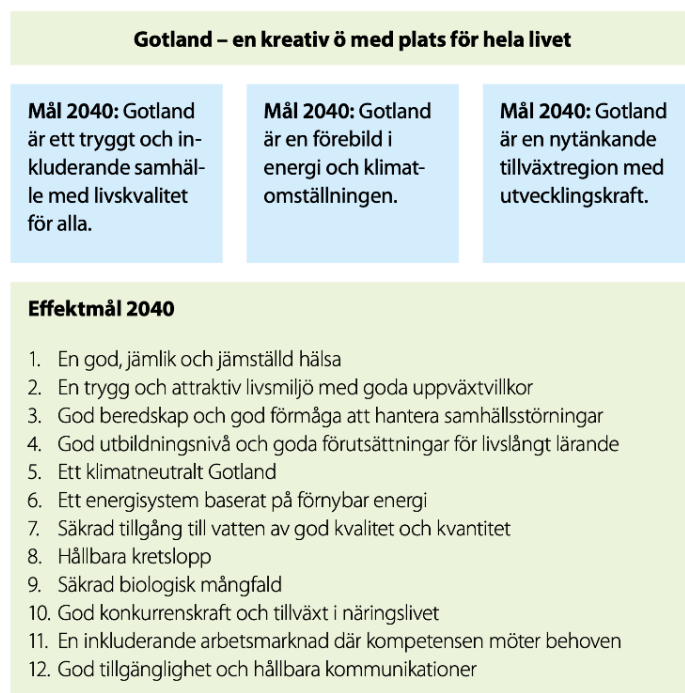 Gotland – en kreativ ö med plats för hela livet
Mål 2040: Gotland
är ett tryggt och in-
kluderande samhäl-
le med livskvalitet
för alla.
Mål 2040: Gotland
är en förebild i
energi och klimat-
omställningen.
Mål 2040: Gotland
är en nytänkande
tillväxtregion med
utvecklingskraft.
Effektmål 2040
1. En god, jämlik och jämställd hälsa
2. En trygg och attraktiv livsmiljö med goda uppväxtvillkor
3. God beredskap och god förmåga att hantera samhällsstörningar
4. God utbildningsnivå och goda förutsättningar för livslångt lärande
5. Ett klimatneutralt Gotland
6. Ett energisystem baserat på förnybar energi
7. Säkrad tillgång till vatten av god kvalitet och kvantitet
8. Hållbara kretslopp
9. Säkrad biologisk mångfald
10. God konkurrenskraft och tillväxt i näringslivet
11. En inkluderande arbetsmarknad där kompetensen möter behoven
12. God tillgänglighet och hållbara kommunikationer